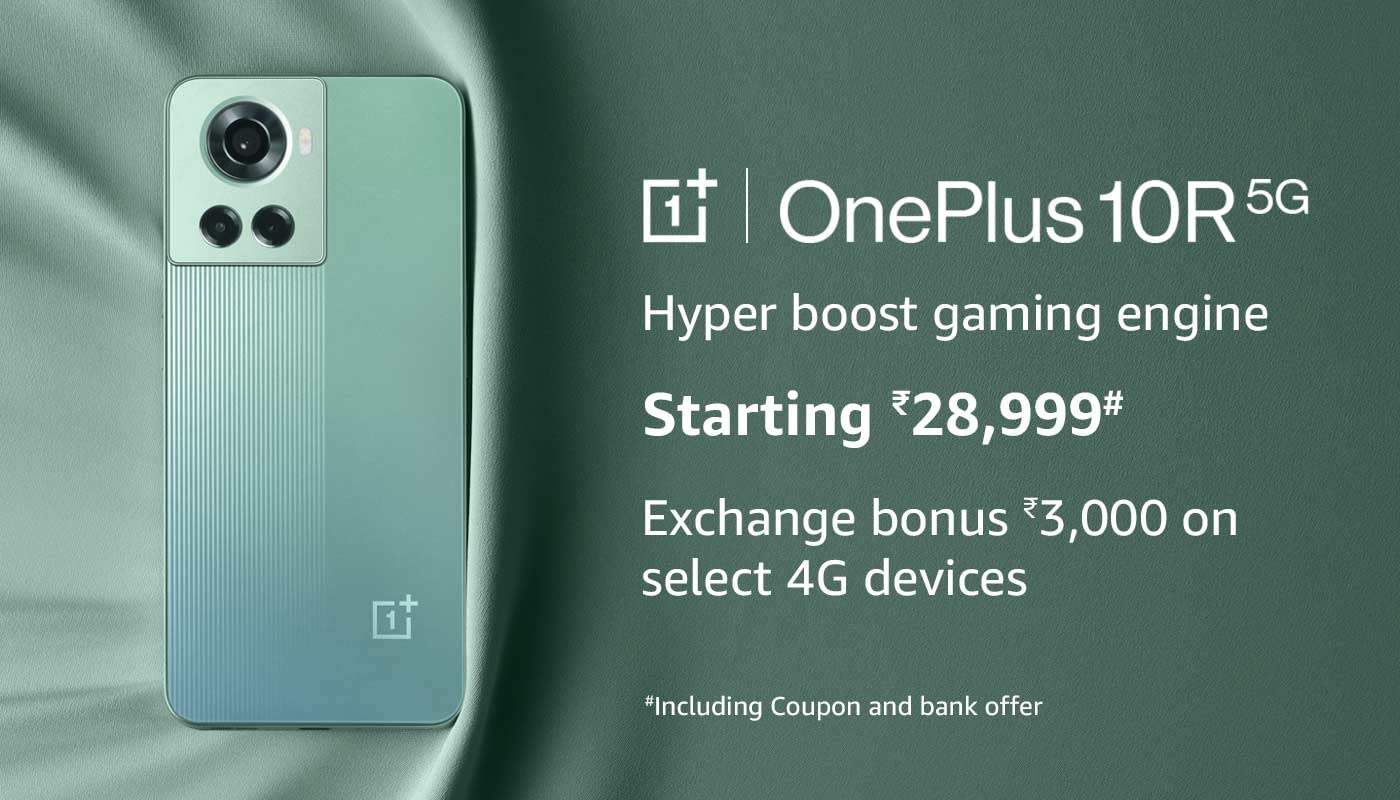 OnePlus 10R 5G
Hyper boost gaming engine
Starting ₹28,999#
Exchange bonus ₹3,000 on
select 4G devices
#Including Coupon and bank offer